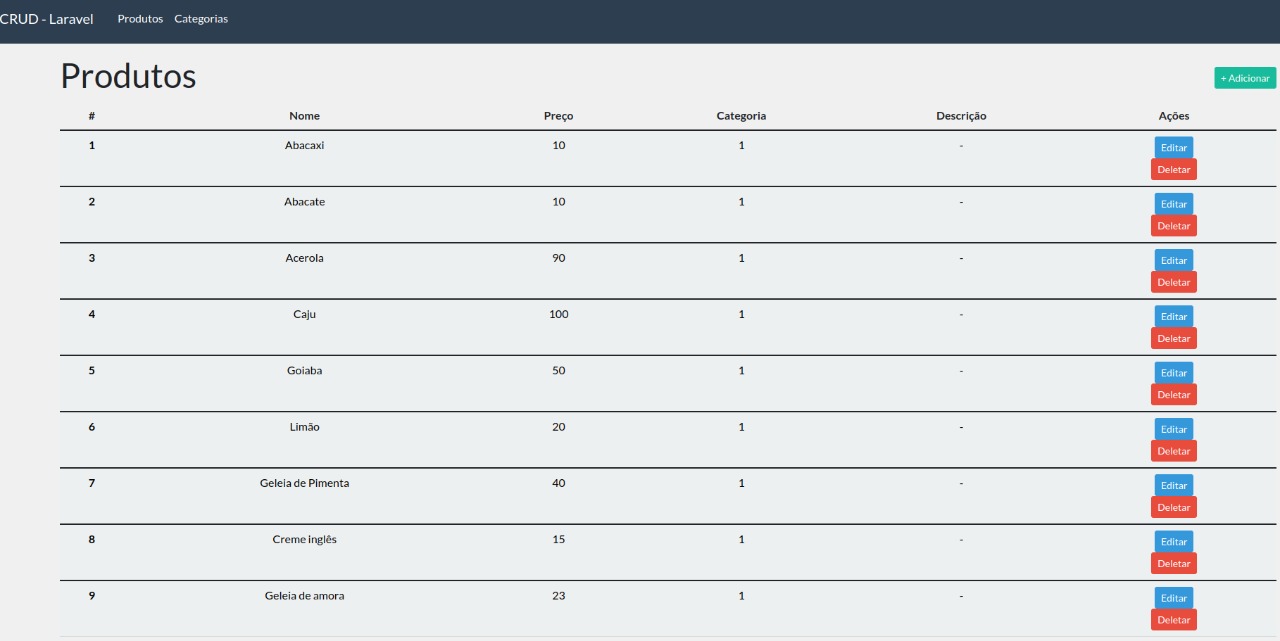 CRUD - Laravel Produtos Categorias
Produtos + Adicionar
# Nome Preço Categoria Descrição Ações
1 Abacaxi 10 1 - Editar
Deletar
2 Abacate 10 1 - Editar
Deletar
3 Acerola 90 1 - Editar
Deletar
4 Caju 100 1 - Editar
Deletar
5 Goiaba 50 1 - Editar
Deletar
6 Limão 20 1 - Editar
Deletar
7 Geleia de Pimenta 40 1 - Editar
Deletar
8 Creme inglês 15 1 - Editar
Deletar
9 Geleia de amora 23 1 - Editar
Deletar